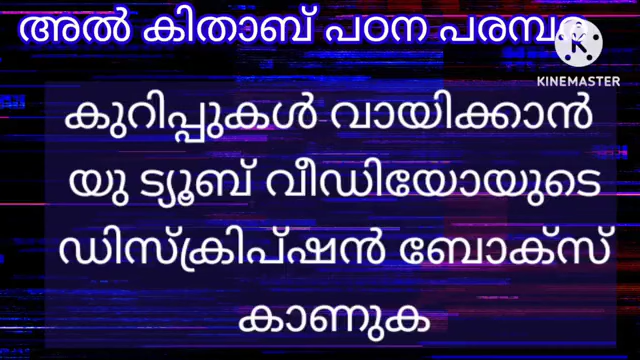 അൽ കിതാബ് പഠന പരമ്പര
KINEMASTER
കുറിപ്പുകൾ വായിക്കാൻ
യു ട്യൂബ് വീഡിയോയുടെ
ഡിസ്ക്രിപ്ഷൻ ബോക്സ്
കാണുക